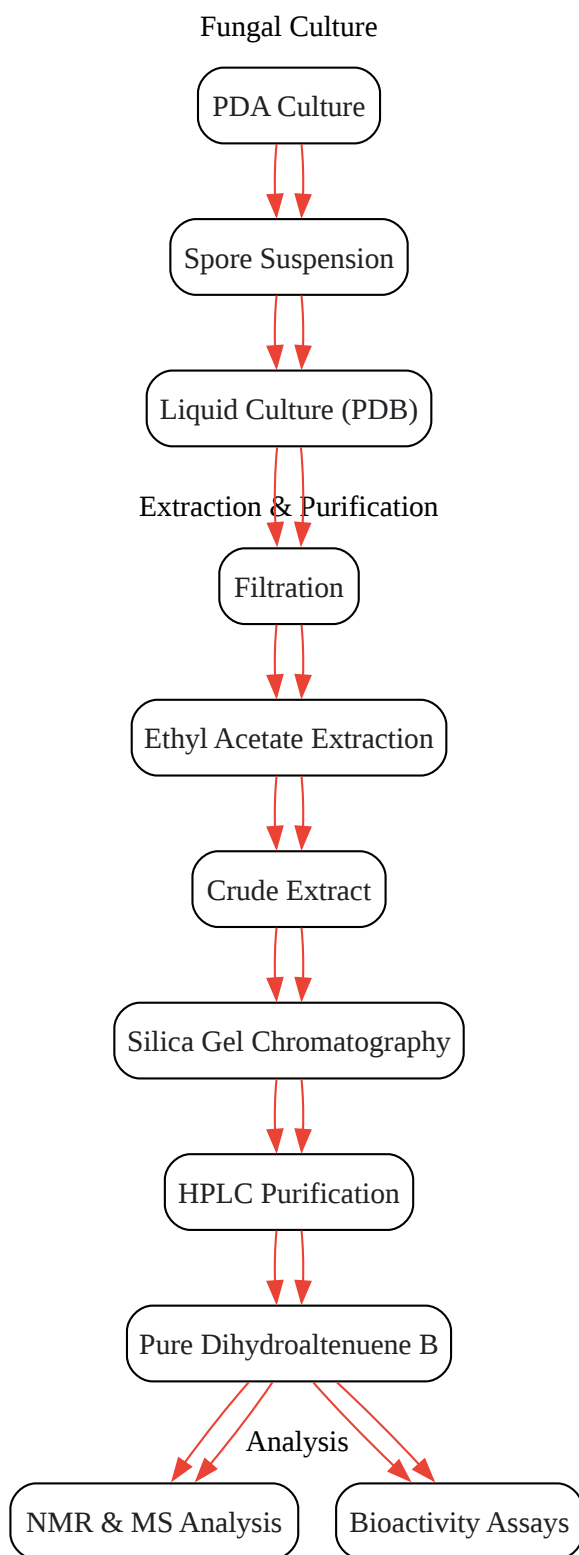 Fungal Culture
PDA Culture
Spore Suspension
Liquid Culture (PDB)
Extraction & Purification
Filtration
Ethyl Acetate Extraction
Crude Extract
Silica Gel Chromatography
HPLC Purification
Pure Dihydroaltenuene B
Analysis
NMR & MS Analysis
Bioactivity Assays